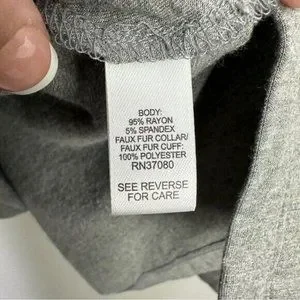 BODY:
95% RAYON
5% SPANDEX
FAUX FUR COLLAR/
FAUX FUR CUFF:
100% POLYESTER
RN37080
SEE REVERSE
FOR CARE